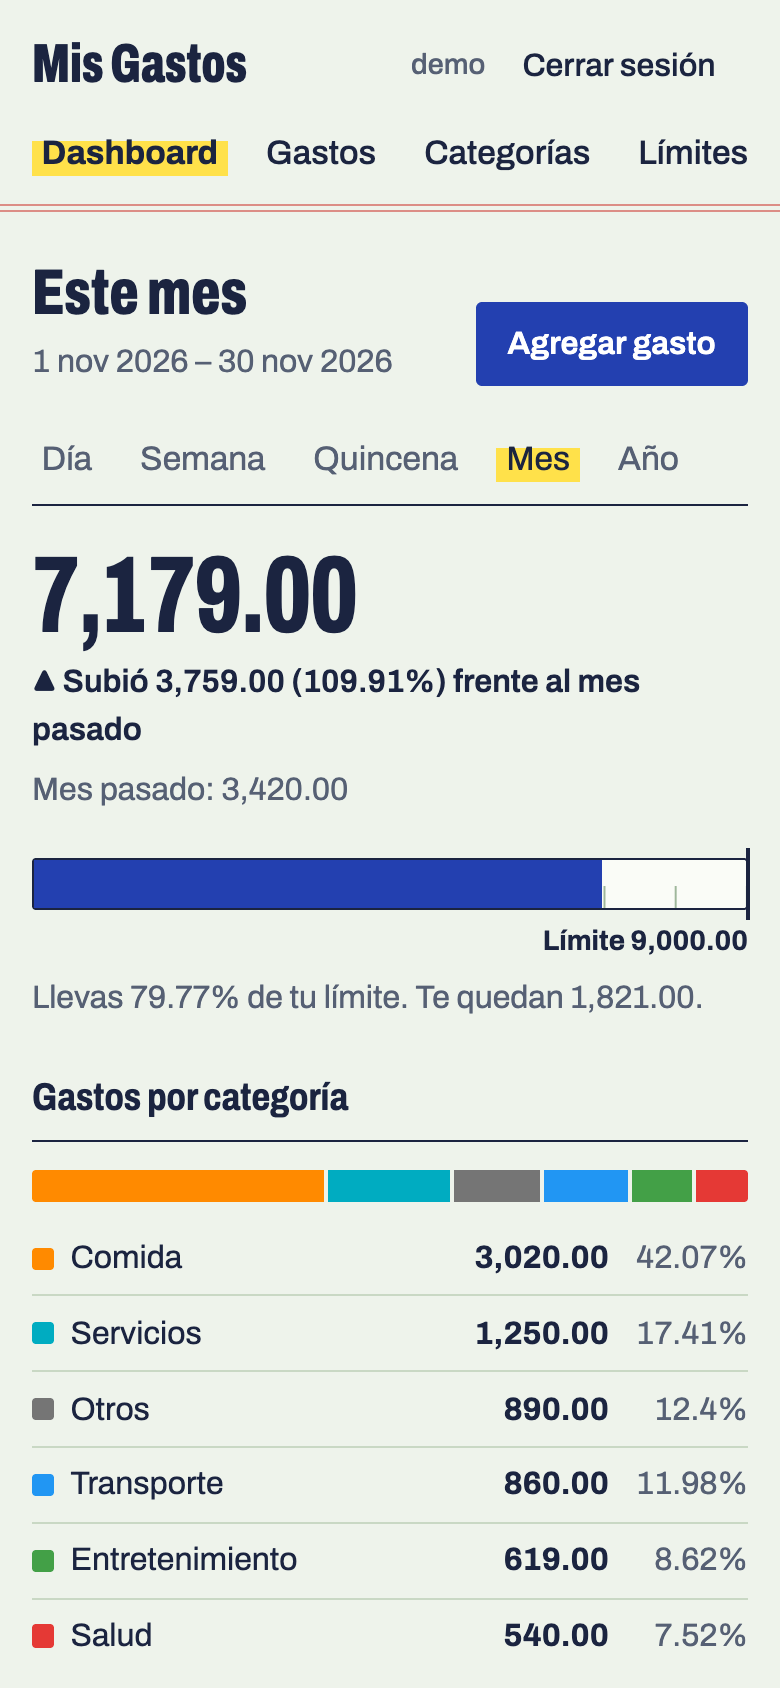 Mis Gastos
demo
Cerrar sesión
Dashboard
Gastos
Categorías
Límites
Este mes
1 nov 2026 – 30 nov 2026
Agregar gasto
Día
Semana
Quincena
Mes
Año
7,179.00
▲ Subió 3,759.00 (109.91%) frente al mes
pasado
Mes pasado: 3,420.00
Límite 9,000.00
Llevas 79.77% de tu límite. Te quedan 1,821.00.
Gastos por categoría
Comida 3,020.00 42.07%
Servicios 1,250.00 17.41%
Otros 890.00 12.4%
Transporte 860.00 11.98%
Entretenimiento 619.00 8.62%
Salud 540.00 7.52%